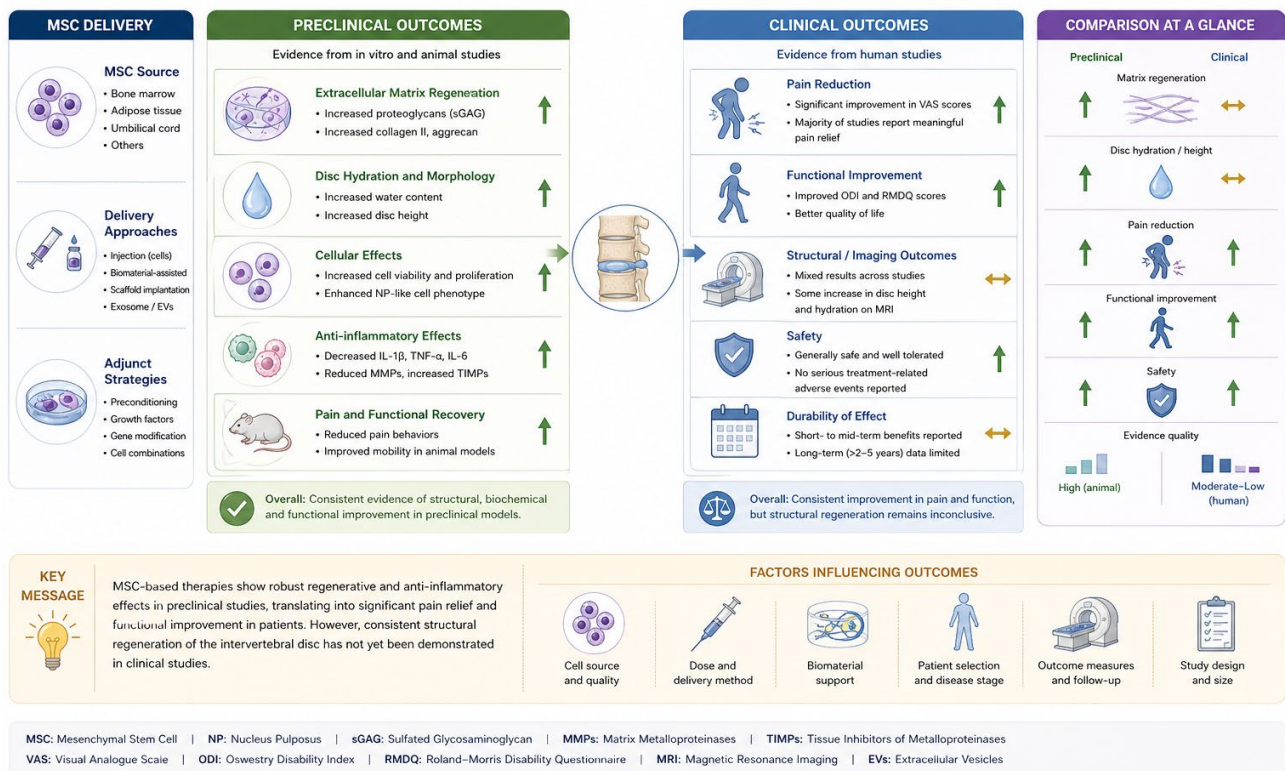 MSC DELIVERY
MSC Source
• Bone marrow
• Adipose tissue
• Umbilical cord
• Others
Delivery
Approaches
• Injection (cells)
• Biomaterial-assisted
• Scaffold implantation
• Exosome / EVs
Adjunct
Strategies
• Preconditioning
• Growth factors
• Gene modification
• Cell combinations
PRECLINICAL OUTCOMES
Evidence from in vitro and animal studies
Extracellular Matrix Regenration
• Increased proteoglycans (sGAG)
• Increased collagen II, aggrecan
Disc Hydration and Morphology
• Increased water content
• Increased disc height
Cellular Effects
• Increased cell viability and proliferation
• Enhanced NP-like cell phenotype
Anti-inflammatory Effects
• Decreased IL-1β, TNF-α, IL-6
• Reduced MMPs, increased TIMPs
Pain and Functional Recovery
• Reduced pain behaviors
• Improved mobility in animal models
Overall: Consistent evidence of structural, biochemical
and functional improvement in preclinical models.
CLINICAL OUTCOMES
Evidence from human studies
Pain Reduction
• Significant improvement in VAS scores
• Majority of studies report meaningful
pain relief
Functional Improvement
• Improved ODI and RMDQ scores
• Better quality of life
Structural / Imaging Outcomes
• Mixed results across studies
• Some increase in disc height
and hydration on MRI
Safety
• Generally safe and well tolerated
• No serious treatment-related
adverse events reported
Durability of Effect
• Short- to mid-term benefits reported
• Long-term (>2–5 years) data limited
Overall: Consistent improvement in pain and function,
but structural regeneration remains inconclusive.
COMPARISON AT A GLANCE
Preclinical Clinical
Matrix regeneration
Disc hydration / height
Pain reduction
Functional improvement
Safety
Evidence quality
High (animal)
Moderate–Low
(human)
KEY
MESSAGE
MSC-based therapies show robust regenerative and anti-inflammatory
effects in preclinical studies, translating into significant pain relief and
functional improvement in patients. However, consistent structural
regeneration of the intervertebral disc has not yet been demonstrated
in clinical studies.
FACTORS INFLUENCING OUTCOMES
Cell source
and quality
Dose and
delivery method
Biomaterial
support
Patient selection
and disease stage
Outcome measures
and follow-up
Study design
and size
MSC: Mesenchymal Stem Cell | NP: Nucleus Pulposus | sGAG: Sulfated Glycosaminoglycan | MMPs: Matrix Metalloproteinases | TIMPs: Tissue Inhibitors of Metalloproteinases
VAS: Visual Analogue Scale | ODI: Oswestry Disability Index | RMDQ: Roland–Morris Disability Questionnaire | MRI: Magnetic Resonance Imaging | EVs: Extracellular Vesicles